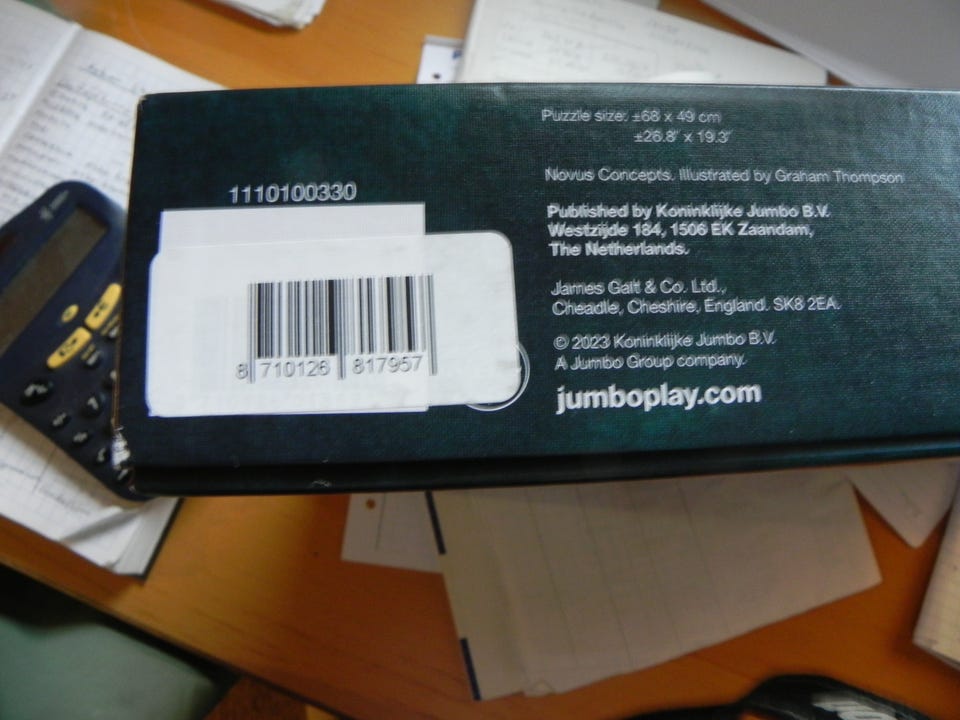 1110100330
8 710126 817957
Puzzle size: ±68 x 49 cm
±26.8" x 19.3"
Novus Concepts. Illustrated by Graham Thompson
Published by Koninklijke Jumbo B.V.
Westzijde 184, 1506 EK Zaandam,
The Netherlands.
James Galt & Co. Ltd.,
Cheadle, Cheshire, England. SK8 2EA.
© 2023 Koninklijke Jumbo B.V.
A Jumbo Group company.
jumboplay.com